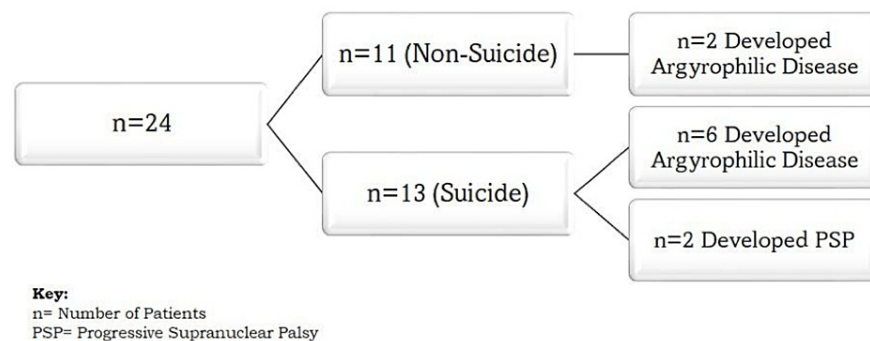 n=24
n=11 (Non-Suicide)
n=2 Developed
Argyrophilic Disease
n=13 (Suicide)
n=6 Developed
Argyrophilic Disease
n=2 Developed PSP
Key:
n= Number of Patients
PSP= Progressive Supranuclear Palsy